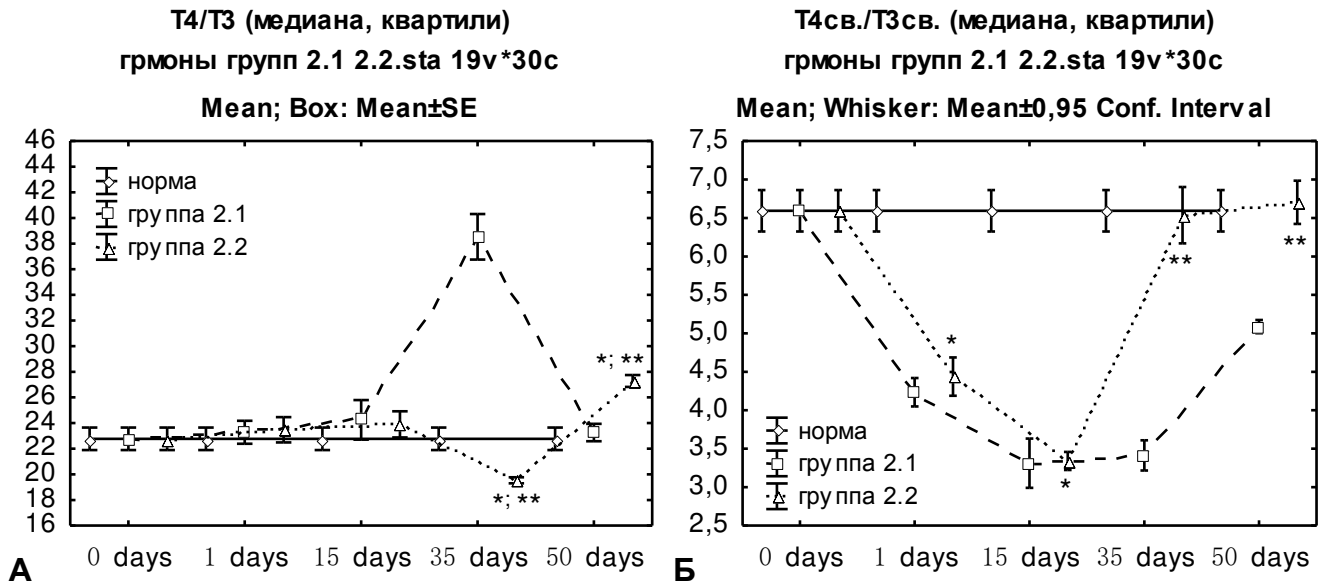 T4/T3 (медиана, квартили)
грмоны групп 2.1 2.2.sta 19v*30c
Mean; Box: Mean±SE
46
44
42
40
38
36
34
32
30
28
26
24
22
20
18
16
норма
группа 2.1
группа 2.2
*; **
*; **
0 days
1 days
15 days
35 days
50 days
А
Т4св./Т3св. (медиана, квартили)
грмоны групп 2.1 2.2.sta 19v*30c
Mean; Whisker: Mean±0,95 Conf. Interval
7,5
7,0
6,5
6,0
5,5
5,0
4,5
4,0
3,5
3,0
2,5
*
*
**
**
норма
группа 2.1
группа 2.2
0 days
1 days
15 days
35 days
50 days
Б